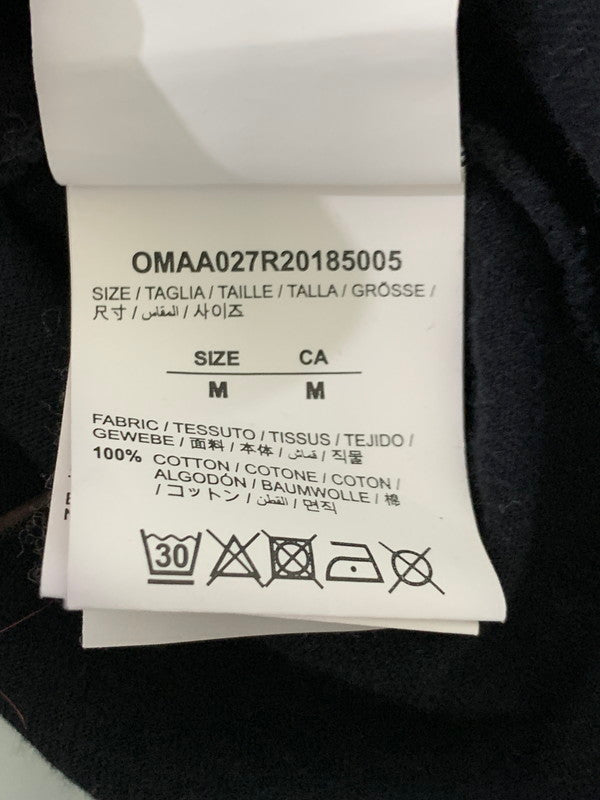 OMAA027R20185005
SIZE / TAGLIA / TAILLE / TALLA / GRÖSSE /
尺寸 / المقاس / 사이즈
SIZE CA
M M
FABRIC / TESSUTO / TISSUS / TEJIDO /
GEWEBE / 面料 / 本体 / قماش / 직물
100% COTTON / COTONE / COTON /
ALGODÓN / BAUMWOLLE / 棉
/ コットン / القطن / 면직
30